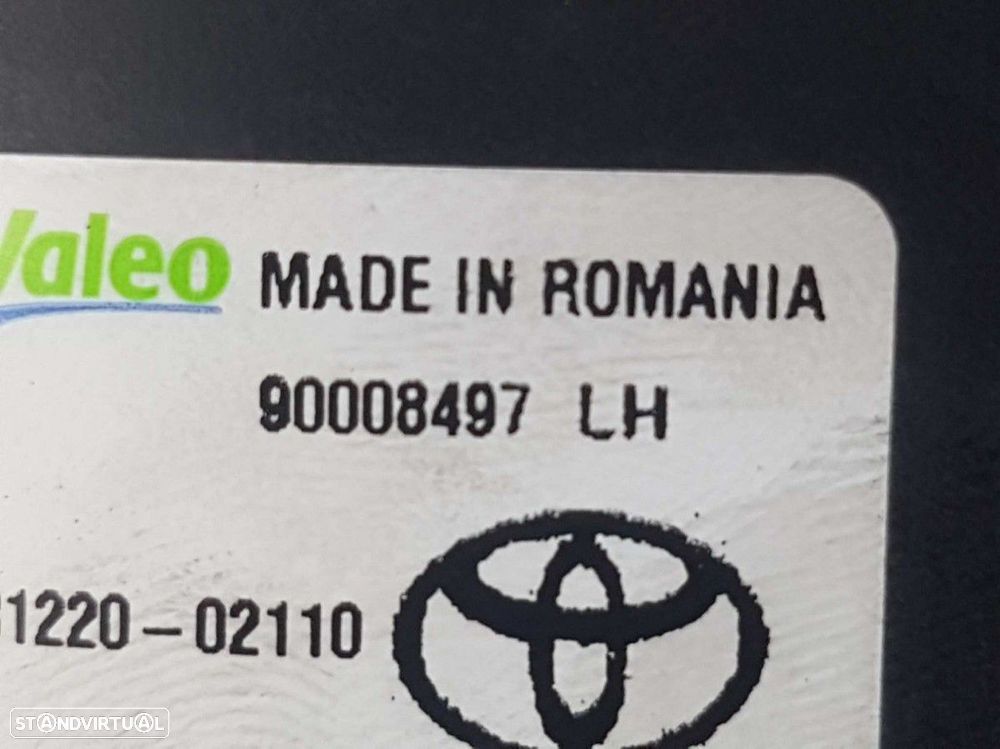 Valeo MADE IN ROMANIA
90008497 LH
1220-02110
STANDVIRTUAL